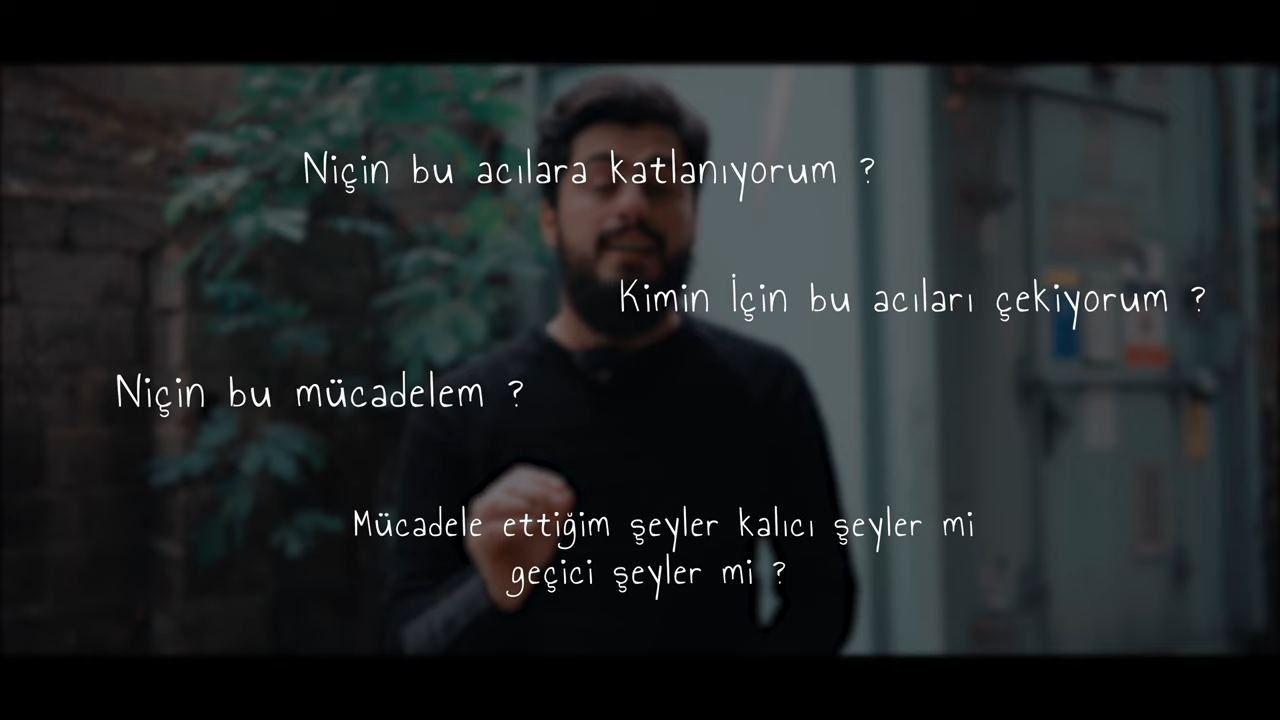 Niçin bu acılara katlanıyorum ?
Kimin İçin bu acıları çekiyorum ?
Niçin bu mücadelem ?
Mücadele ettiğim şeyler kalıcı şeyler mi
geçici şeyler mi ?